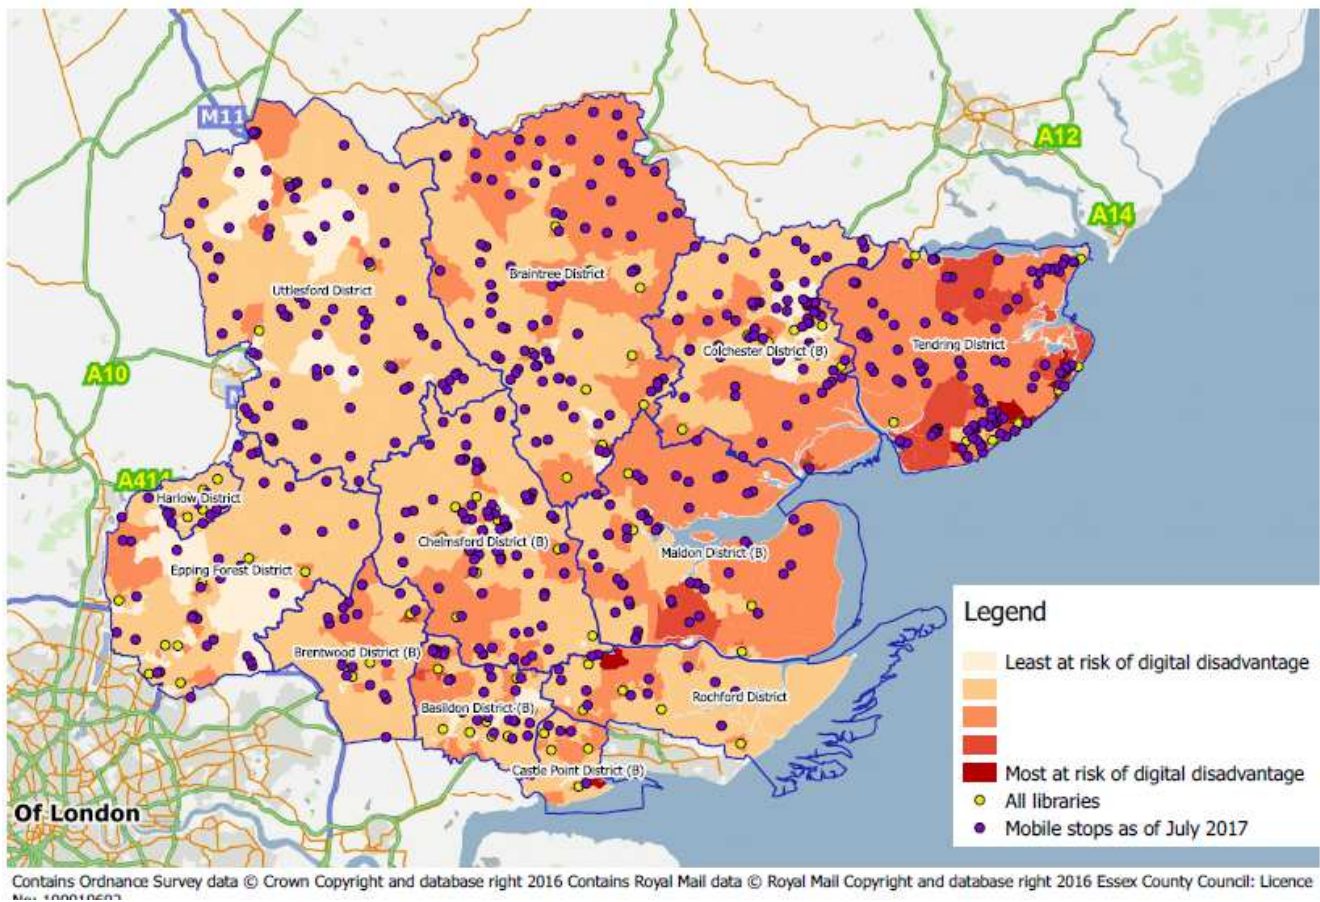 M11
A12
A14
Braintree District
Uttlesford District
Tendring District
Colchester District (B)
A10
A414
Harlow District
Chelmsford District (B)
Maldon District (B)
Epping Forest District
Legend
Brentwood District (B)
Least at risk of digital disadvantage
Rochford District
Basildon District (B)
Castle Point District (B)
Most at risk of digital disadvantage
All libraries
Of London
Mobile stops as of July 2017
Contains Ordnance Survey data © Crown Copyright and database right 2016 Contains Royal Mail data © Royal Mail Copyright and database right 2016 Essex County Council: Licence